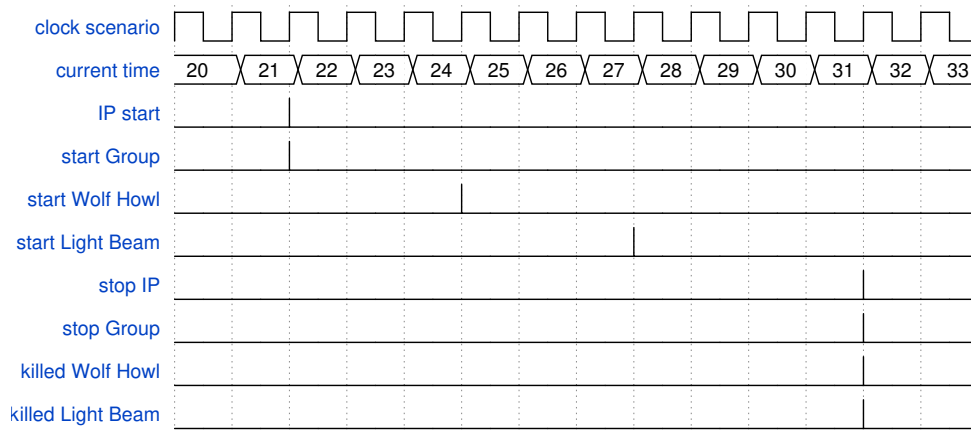 clock scenario
current time 20 21 22 23 24 25 26 27 28 29 30 31 32 33
IP start
start Group
start Wolf Howl
start Light Beam
stop IP
stop Group
killed Wolf Howl
killed Light Beam